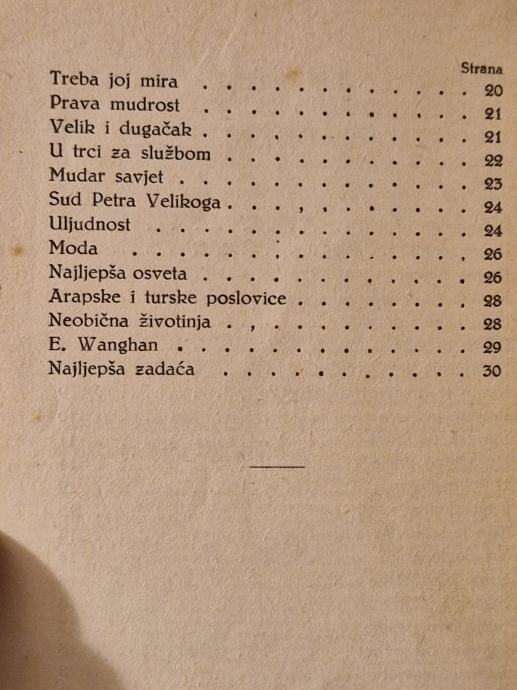 Strana
Treba joj mira . . . . . . . . . . . . 20
Prava mudrost . . . . . . . . . . . . 21
Velik i dugačak . . . . . . . . . . . . 21
U trci za službom . . . . . . . . . . . 22
Mudar savjet . . . . . . . . . . . . . 23
Sud Petra Velikoga . . . , . . . . . . . 24
Uljudnost . . . . . . . . . . . . . . 24
Moda . . . . . . . . . . . . . . . 26
Najljepša osveta . . . . . . . . . . . . 26
Arapske i turske poslovice . . . . . . . . 28
Neobična životinja . , . . . . . . . . . 28
E. Wanghan . . . . . . . . . . . . . 29
Najljepša zadaća . . . . . . . . . . . 30